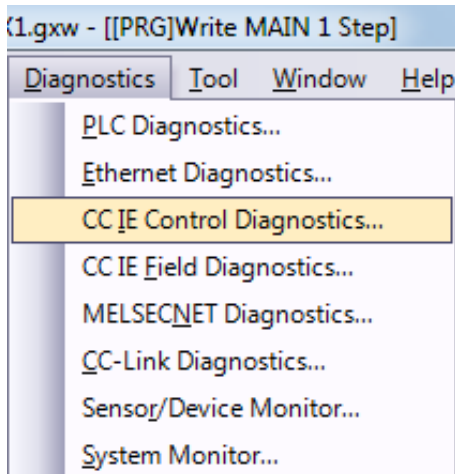 1.gxw - [[PRG]Write MAIN 1 Step]
Diagnostics Tool Window Help
PLC Diagnostics...
Ethernet Diagnostics...
CC IE Control Diagnostics...
CC IE Field Diagnostics...
MELSECNET Diagnostics...
CC-Link Diagnostics...
Sensor/Device Monitor...
System Monitor...